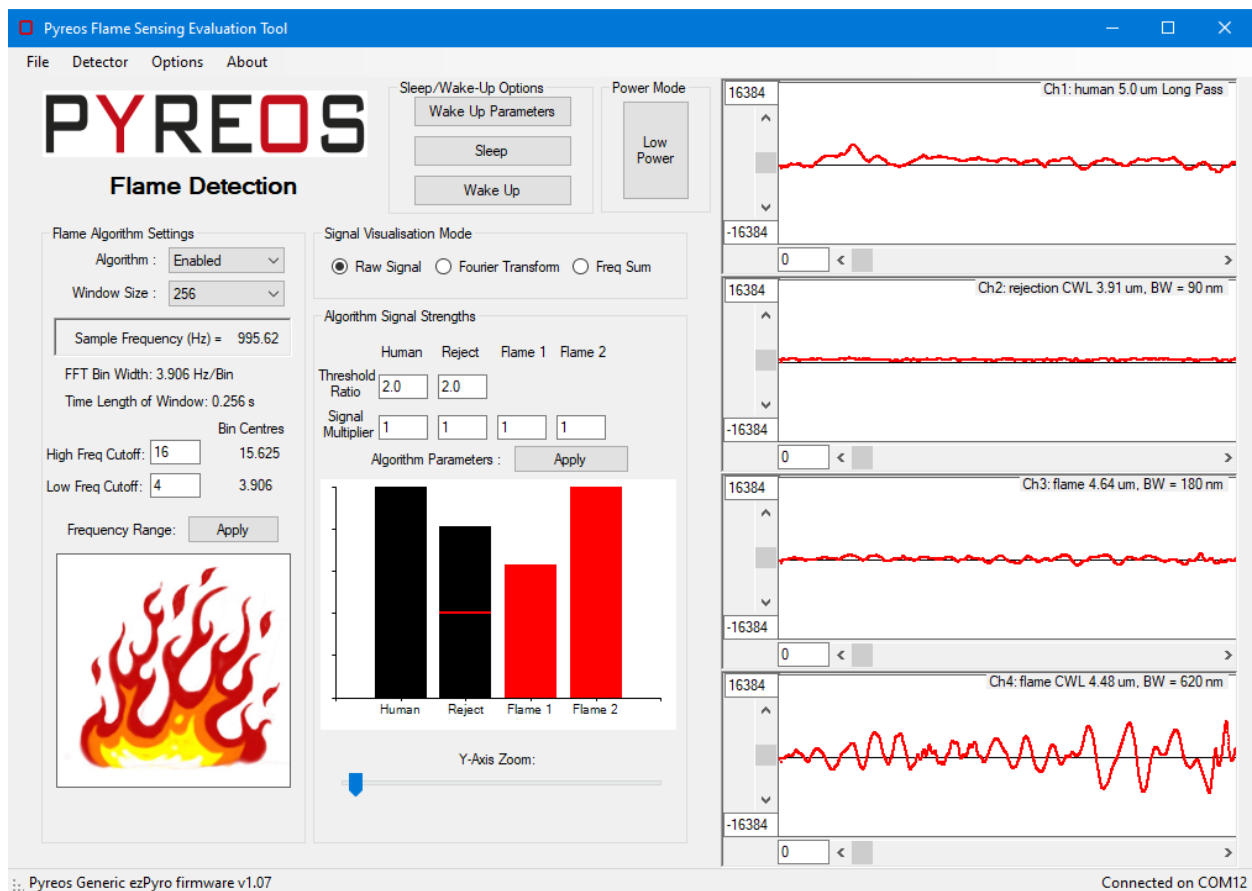 Pyreos Flame Sensing Evaluation Tool
File Detector Options About
PYREOS
Flame Detection
Sleep/Wake-Up Options
Wake Up Parameters
Sleep
Wake Up
Power Mode
Low
Power
Flame Algorithm Settings
Algorithm : Enabled
Window Size : 256
Sample Frequency (Hz) = 995.62
FFT Bin Width: 3.906 Hz/Bin
Time Length of Window: 0.256 s
Bin Centres
High Freq Cutoff: 16 15.625
Low Freq Cutoff: 4 3.906
Frequency Range: Apply
Signal Visualisation Mode
Raw Signal Fourier Transform Freq Sum
Algorithm Signal Strengths
Human Reject Flame 1 Flame 2
Threshold
Ratio 2.0 2.0
Signal
Multiplier 1 1 1 1
Algorithm Parameters : Apply
Human Reject Flame 1 Flame 2
Y-Axis Zoom:
16384 Ch1: human 5.0 um Long Pass
-16384
0
16384 Ch2: rejection CWL 3.91 um, BW = 90 nm
-16384
0
16384 Ch3: flame 4.64 um, BW = 180 nm
-16384
0
16384 Ch4: flame CWL 4.48 um, BW = 620 nm
-16384
0
Pyreos Generic ezPyro firmware v1.07 Connected on COM12